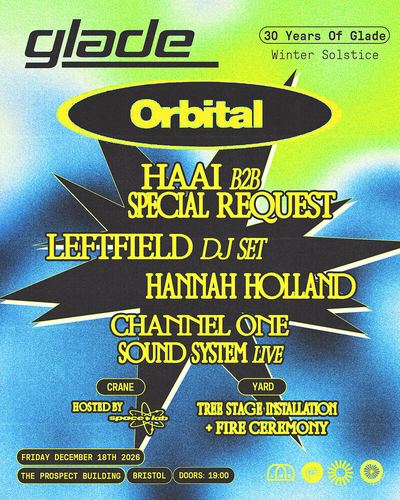 glade
30 Years Of Glade
Winter Solstice
Orbital
HAAI B2B
SPECIAL REQUEST
LEFTFIELD DJ SET
HANNAH HOLLAND
CHANNEL ONE
SOUND SYSTEM LIVE
CRANE
HOSTED BY
space lab
YARD
TREE STAGE INSTALLATION
+ FIRE CEREMONY
FRIDAY DECEMBER 18TH 2026
THE PROSPECT BUILDING BRISTOL DOORS: 19:00